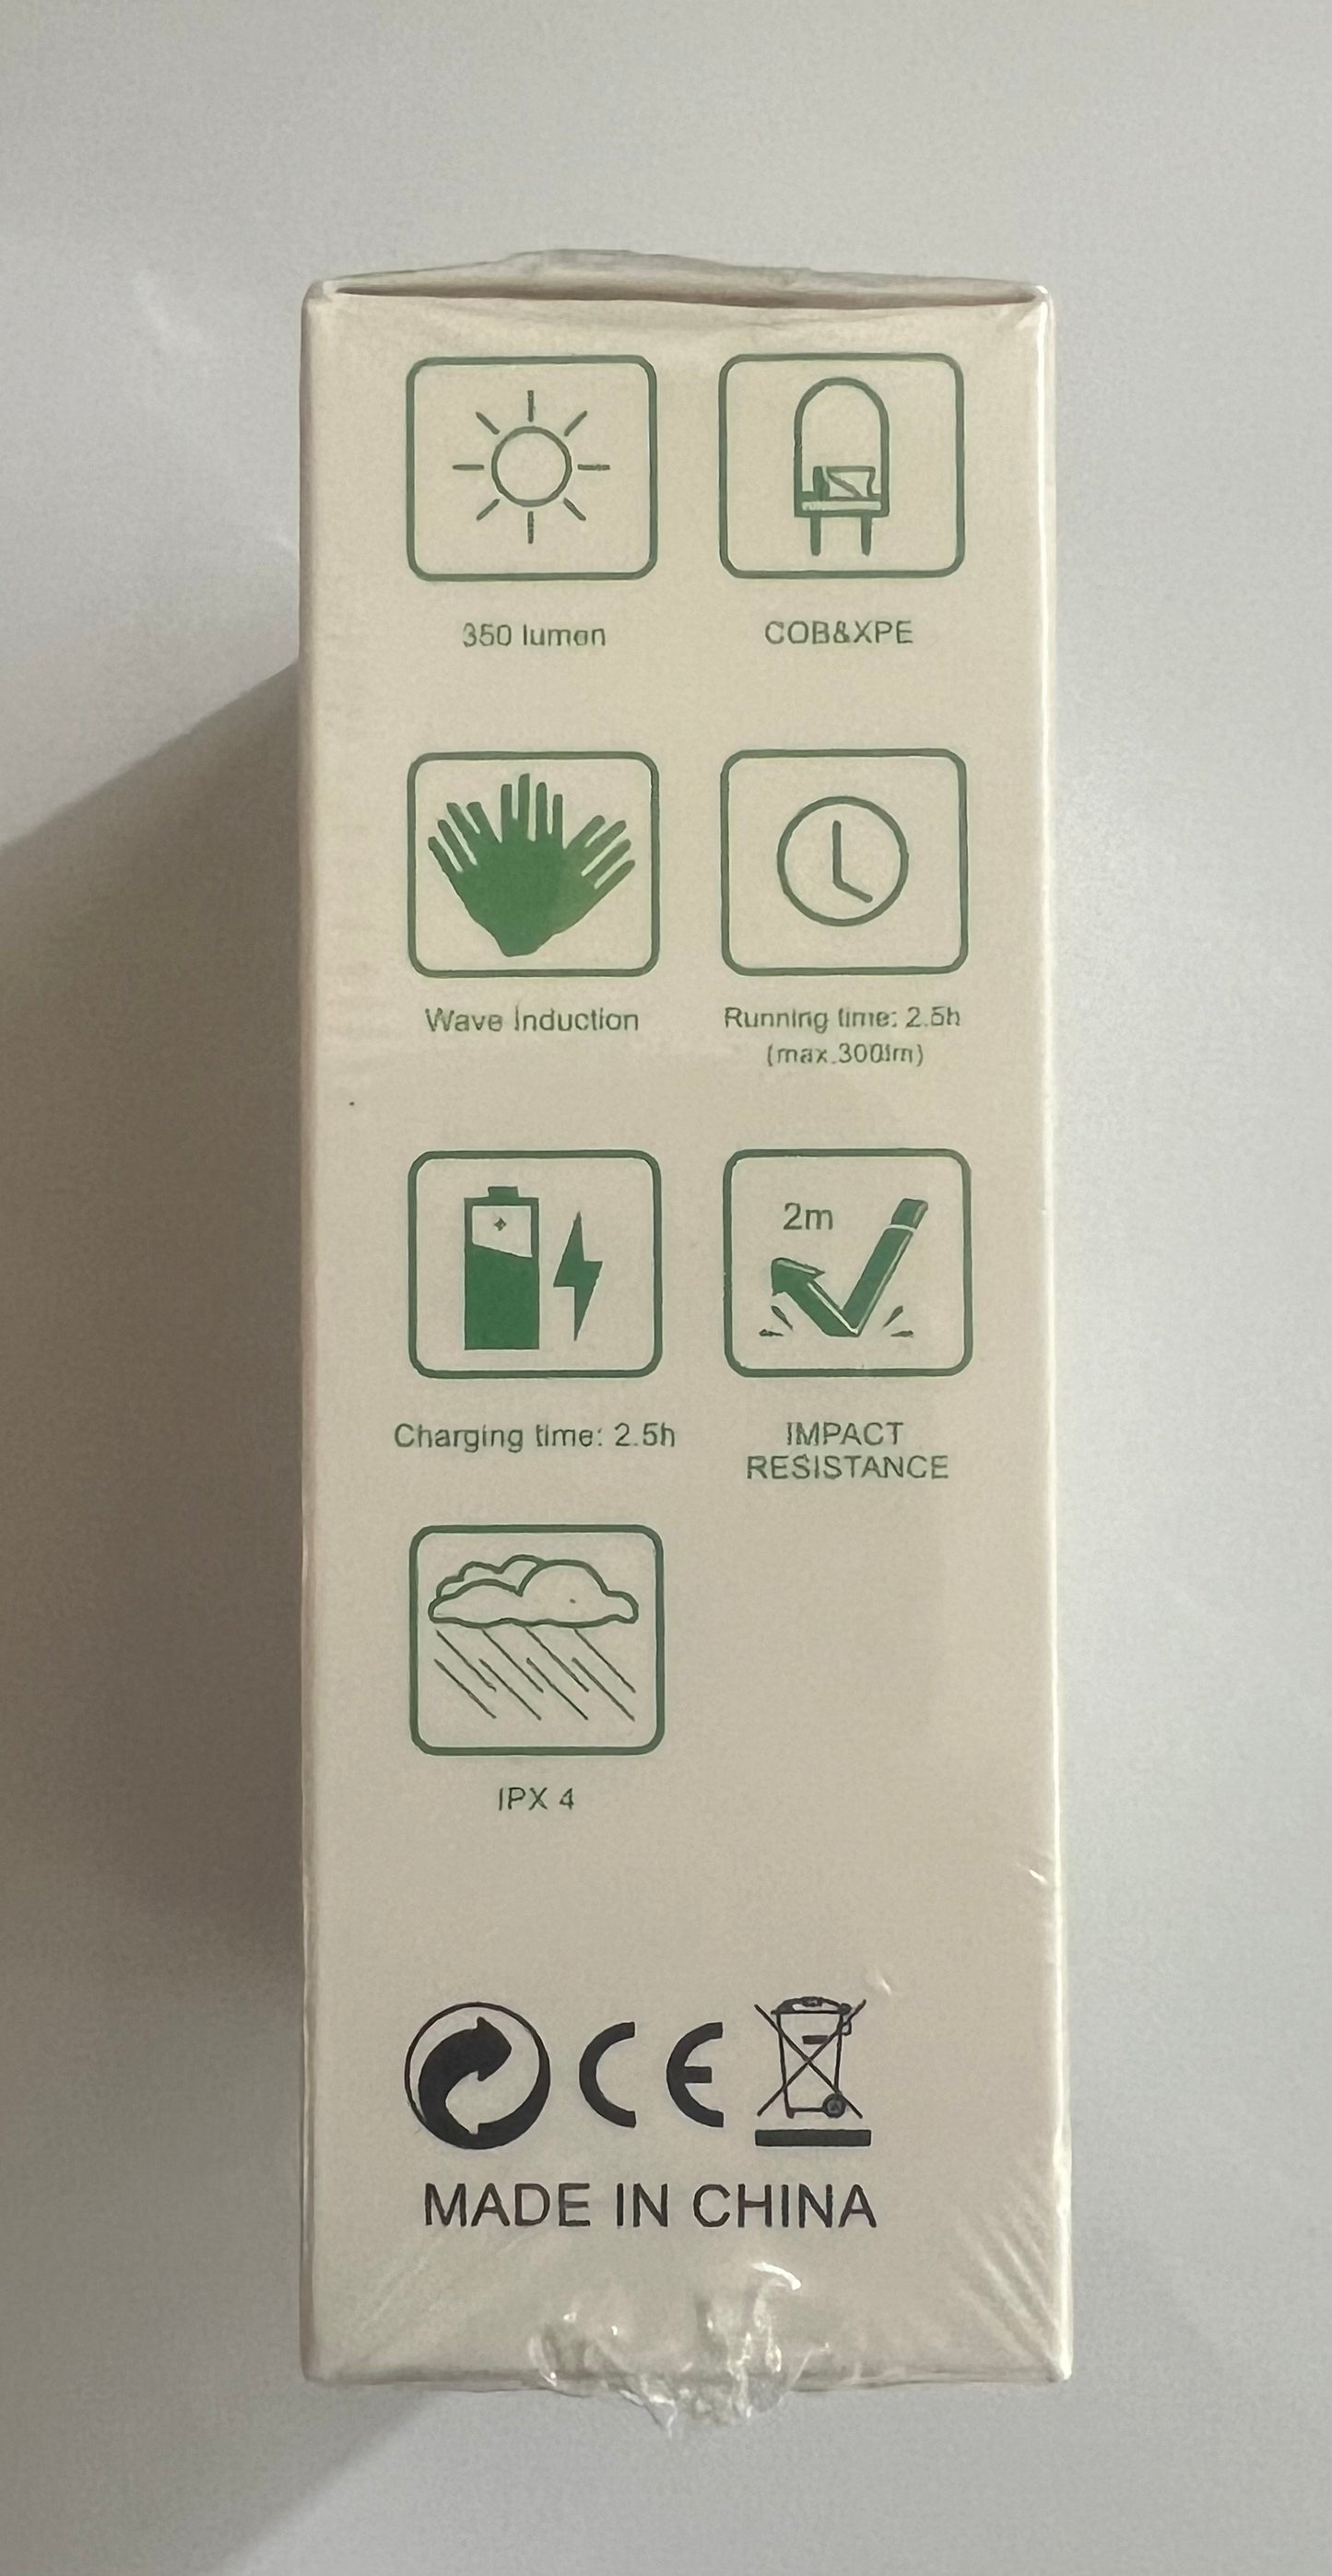 350 lumen
COB&XPE
Wave Induction
Running time: 2.5h
(max.300lm)
Charging time: 2.5h
2m
IMPACT
RESISTANCE
IPX 4
CE
MADE IN CHINA